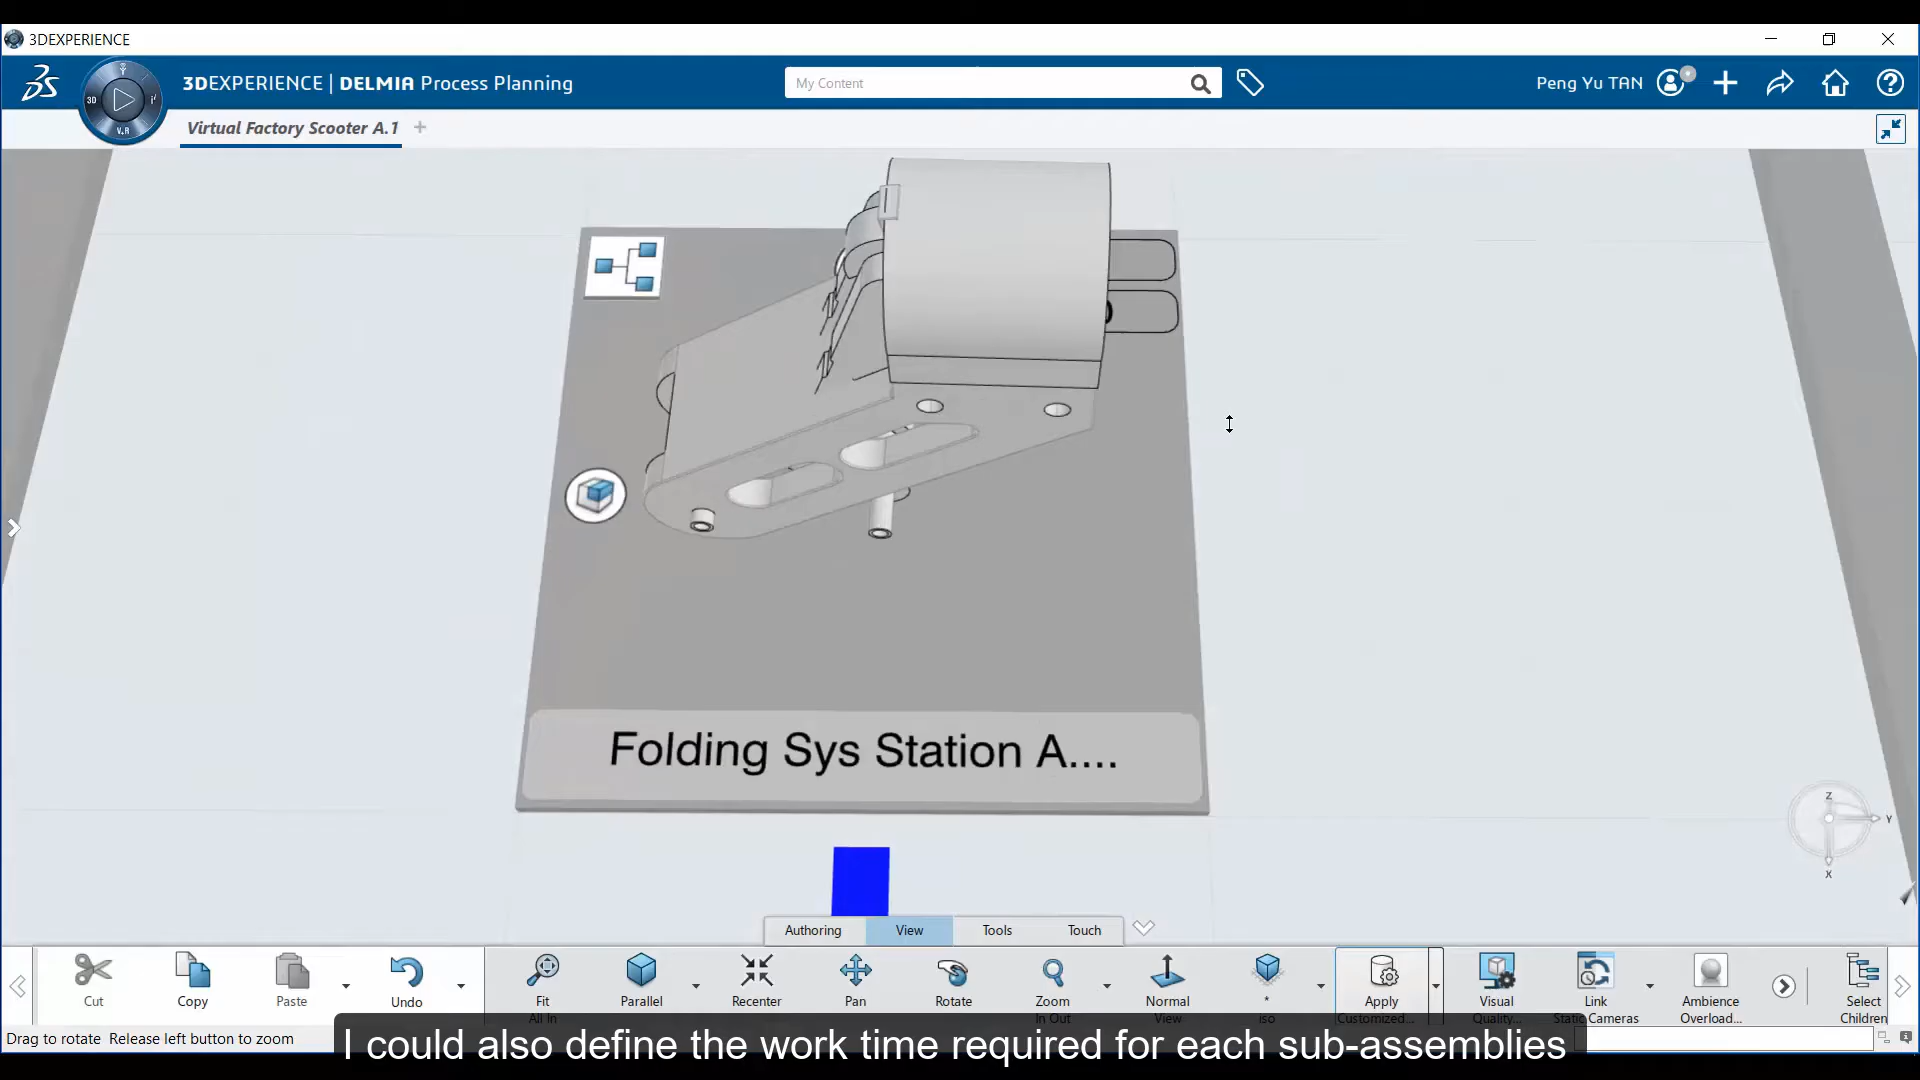 3DEXPERIENCE
3DEXPERIENCE | DELMIA Process Planning
My Content
Peng Yu TAN
3D
V.R
Virtual Factory Scooter A.1
Folding Sys Station A....
Z
Y
X
Authoring
View
Tools
Touch
Cut
Copy
Paste
Undo
Fit
All In
Parallel
Recenter
Pan
Rotate
Zoom
In Out
Normal
View
*
iso
Apply
Customized...
Visual
Quality...
Link
Static Cameras
Ambience
Overload...
Select
Children
Drag to rotate Release left button to zoom
I could also define the work time required for each sub-assemblies